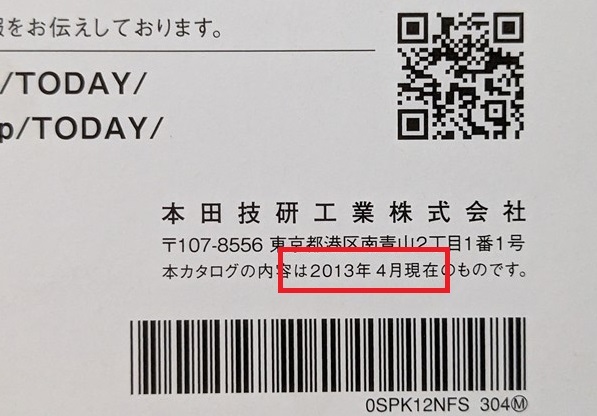 報をお伝えしております。
/TODAY/
p/TODAY/
本田技研工業株式会社
〒107-8556 東京都港区南青山2丁目1番1号
本カタログの内容は2013年4月現在のものです。
0SPK12NFS 304Ⓜ